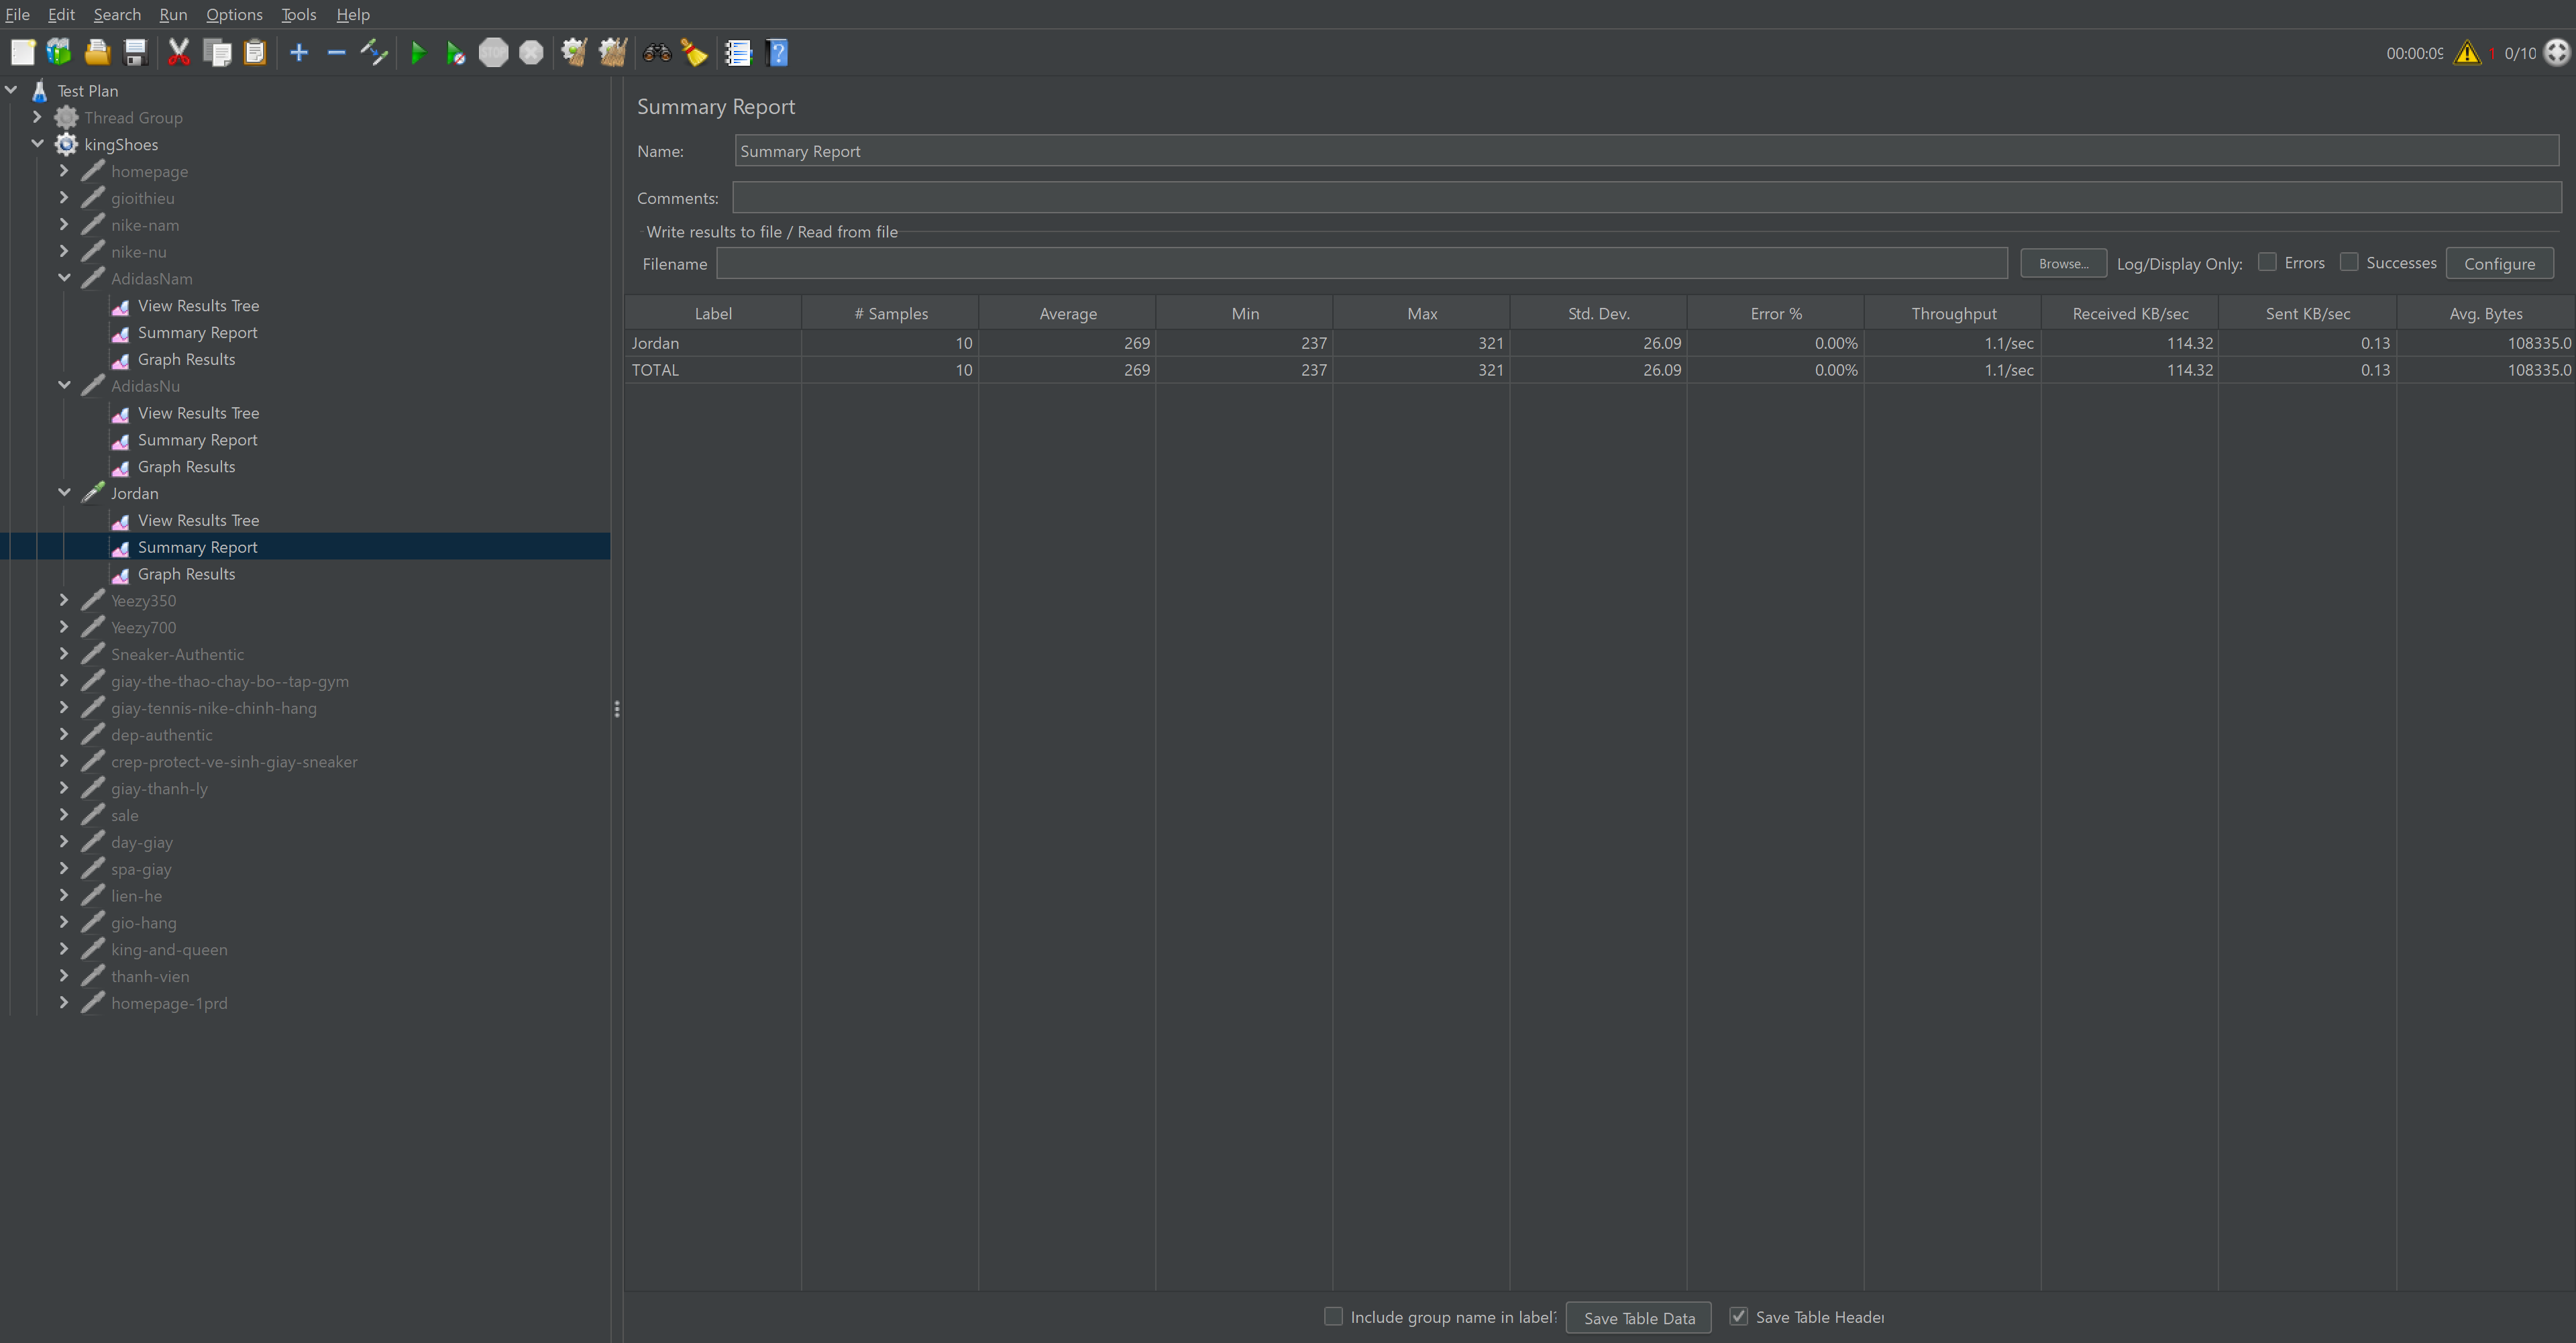 File Edit Search Run Options Tools Help
STOP ? 00:00:09 1 0/10
Test Plan
Thread Group
kingShoes
homepage
gioithieu
nike-nam
nike-nu
AdidasNam
View Results Tree
Summary Report
Graph Results
AdidasNu
View Results Tree
Summary Report
Graph Results
Jordan
View Results Tree
Summary Report
Graph Results
Yeezy350
Yeezy700
Sneaker-Authentic
giay-the-thao-chay-bo--tap-gym
giay-tennis-nike-chinh-hang
dep-authentic
crep-protect-ve-sinh-giay-sneaker
giay-thanh-ly
sale
day-giay
spa-giay
lien-he
gio-hang
king-and-queen
thanh-vien
homepage-1prd
Summary Report
Name: Summary Report
Comments:
Write results to file / Read from file
Filename Browse... Log/Display Only: Errors Successes Configure
Label # Samples Average Min Max Std. Dev. Error % Throughput Received KB/sec Sent KB/sec Avg. Bytes
Jordan 10 269 237 321 26.09 0.00% 1.1/sec 114.32 0.13 108335.0
TOTAL 10 269 237 321 26.09 0.00% 1.1/sec 114.32 0.13 108335.0
Include group name in label? Save Table Data Save Table Header